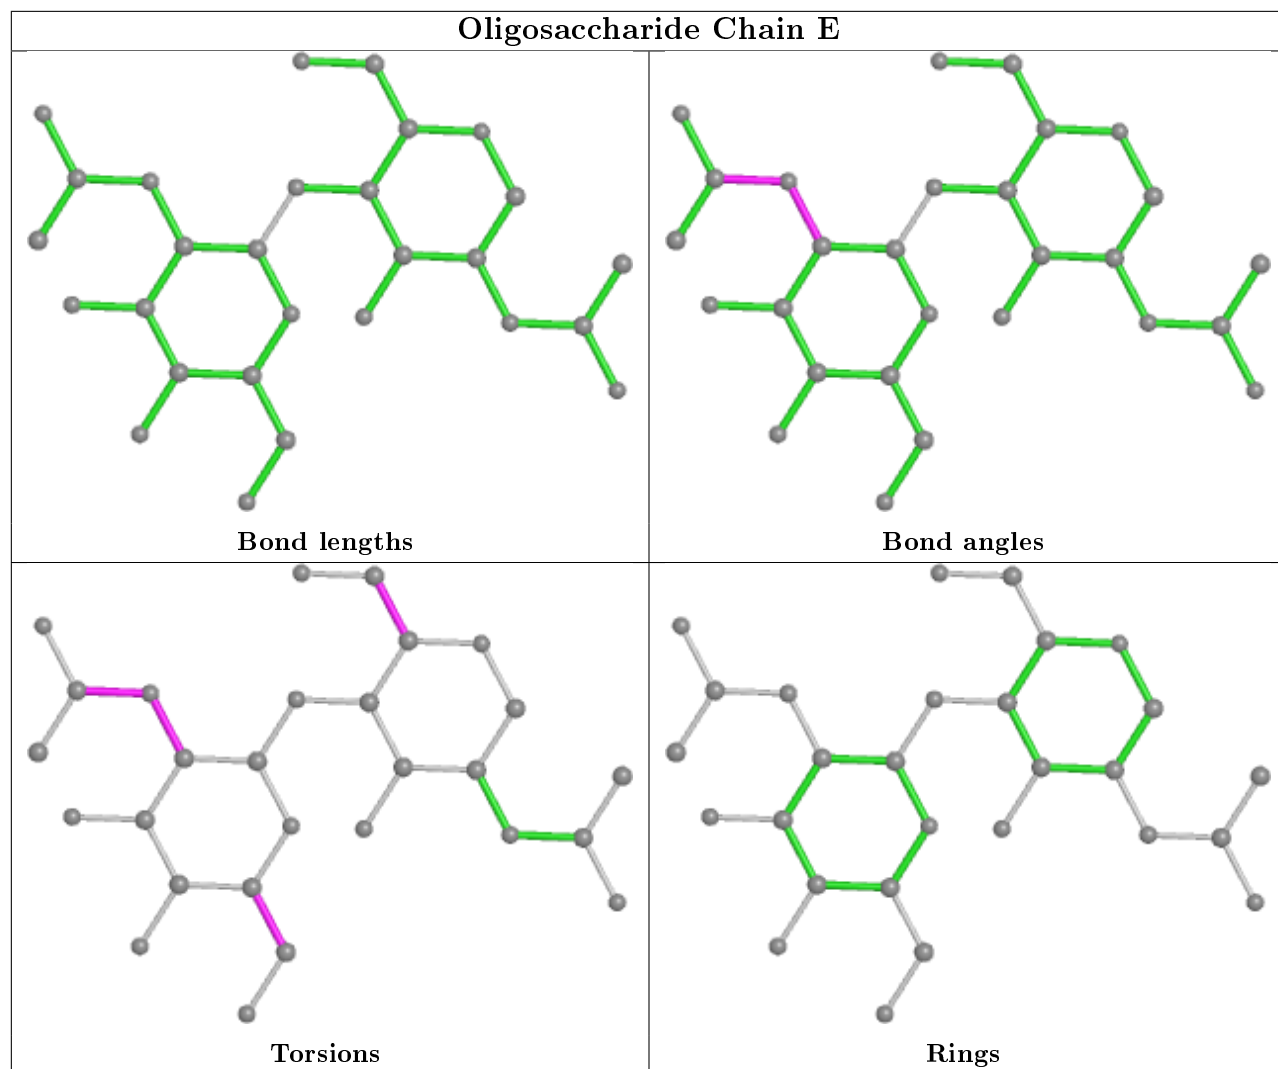 Oligosaccharide Chain E
Bond lengths
Bond angles
Torsions
Rings